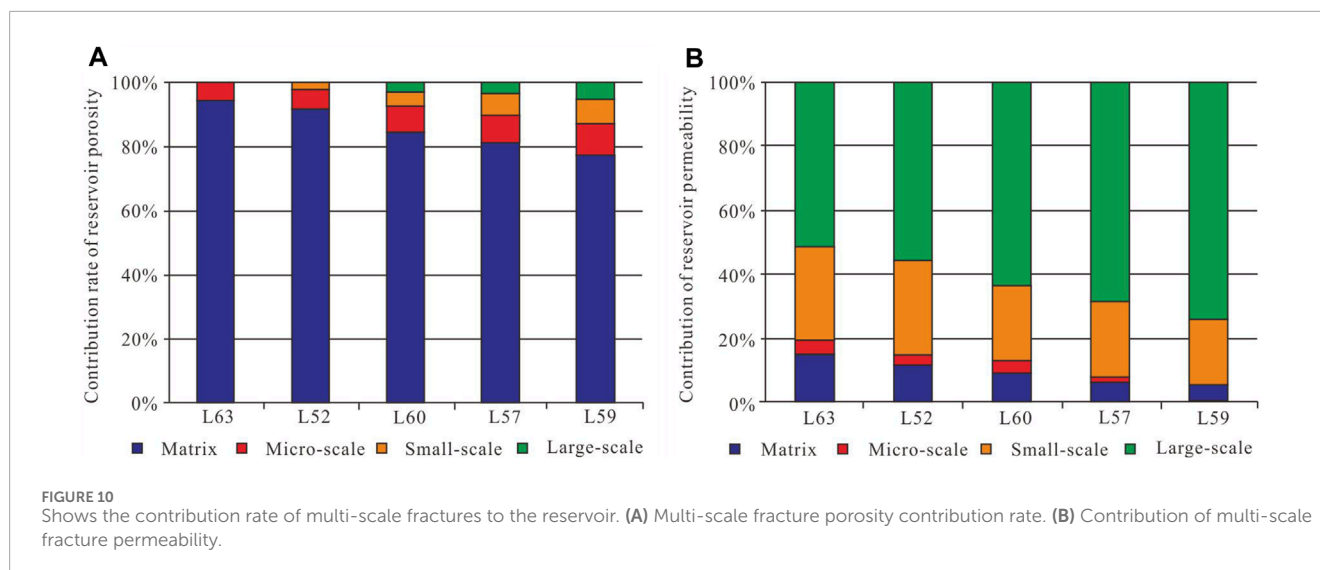 A
Contribution rate of reservoir porosity
100%
80%
60%
40%
20%
0%
L63 L52 L60 L57 L59
Matrix Micro-scale Small-scale Large-scale
B
Contribution of reservoir permeability
100%
80%
60%
40%
20%
0%
L63 L52 L60 L57 L59
Matrix Micro-scale Small-scale Large-scale
FIGURE 10
Shows the contribution rate of multi-scale fractures to the reservoir. (A) Multi-scale fracture porosity contribution rate. (B) Contribution of multi-scale
fracture permeability.